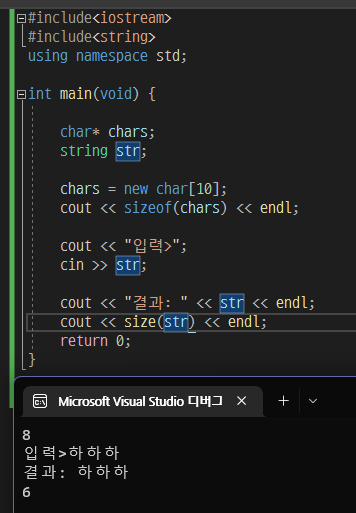 #include<iostream>
#include<string>
using namespace std;
int main(void) {
char* chars;
string str;
chars = new char[10];
cout << sizeof(chars) << endl;
cout << "입력>";
cin >> str;
cout << "결과: " << str << endl;
cout << size(str) << endl;
return 0;
}
Microsoft Visual Studio 디버그
8
입력>하하하
결과: 하하하
6